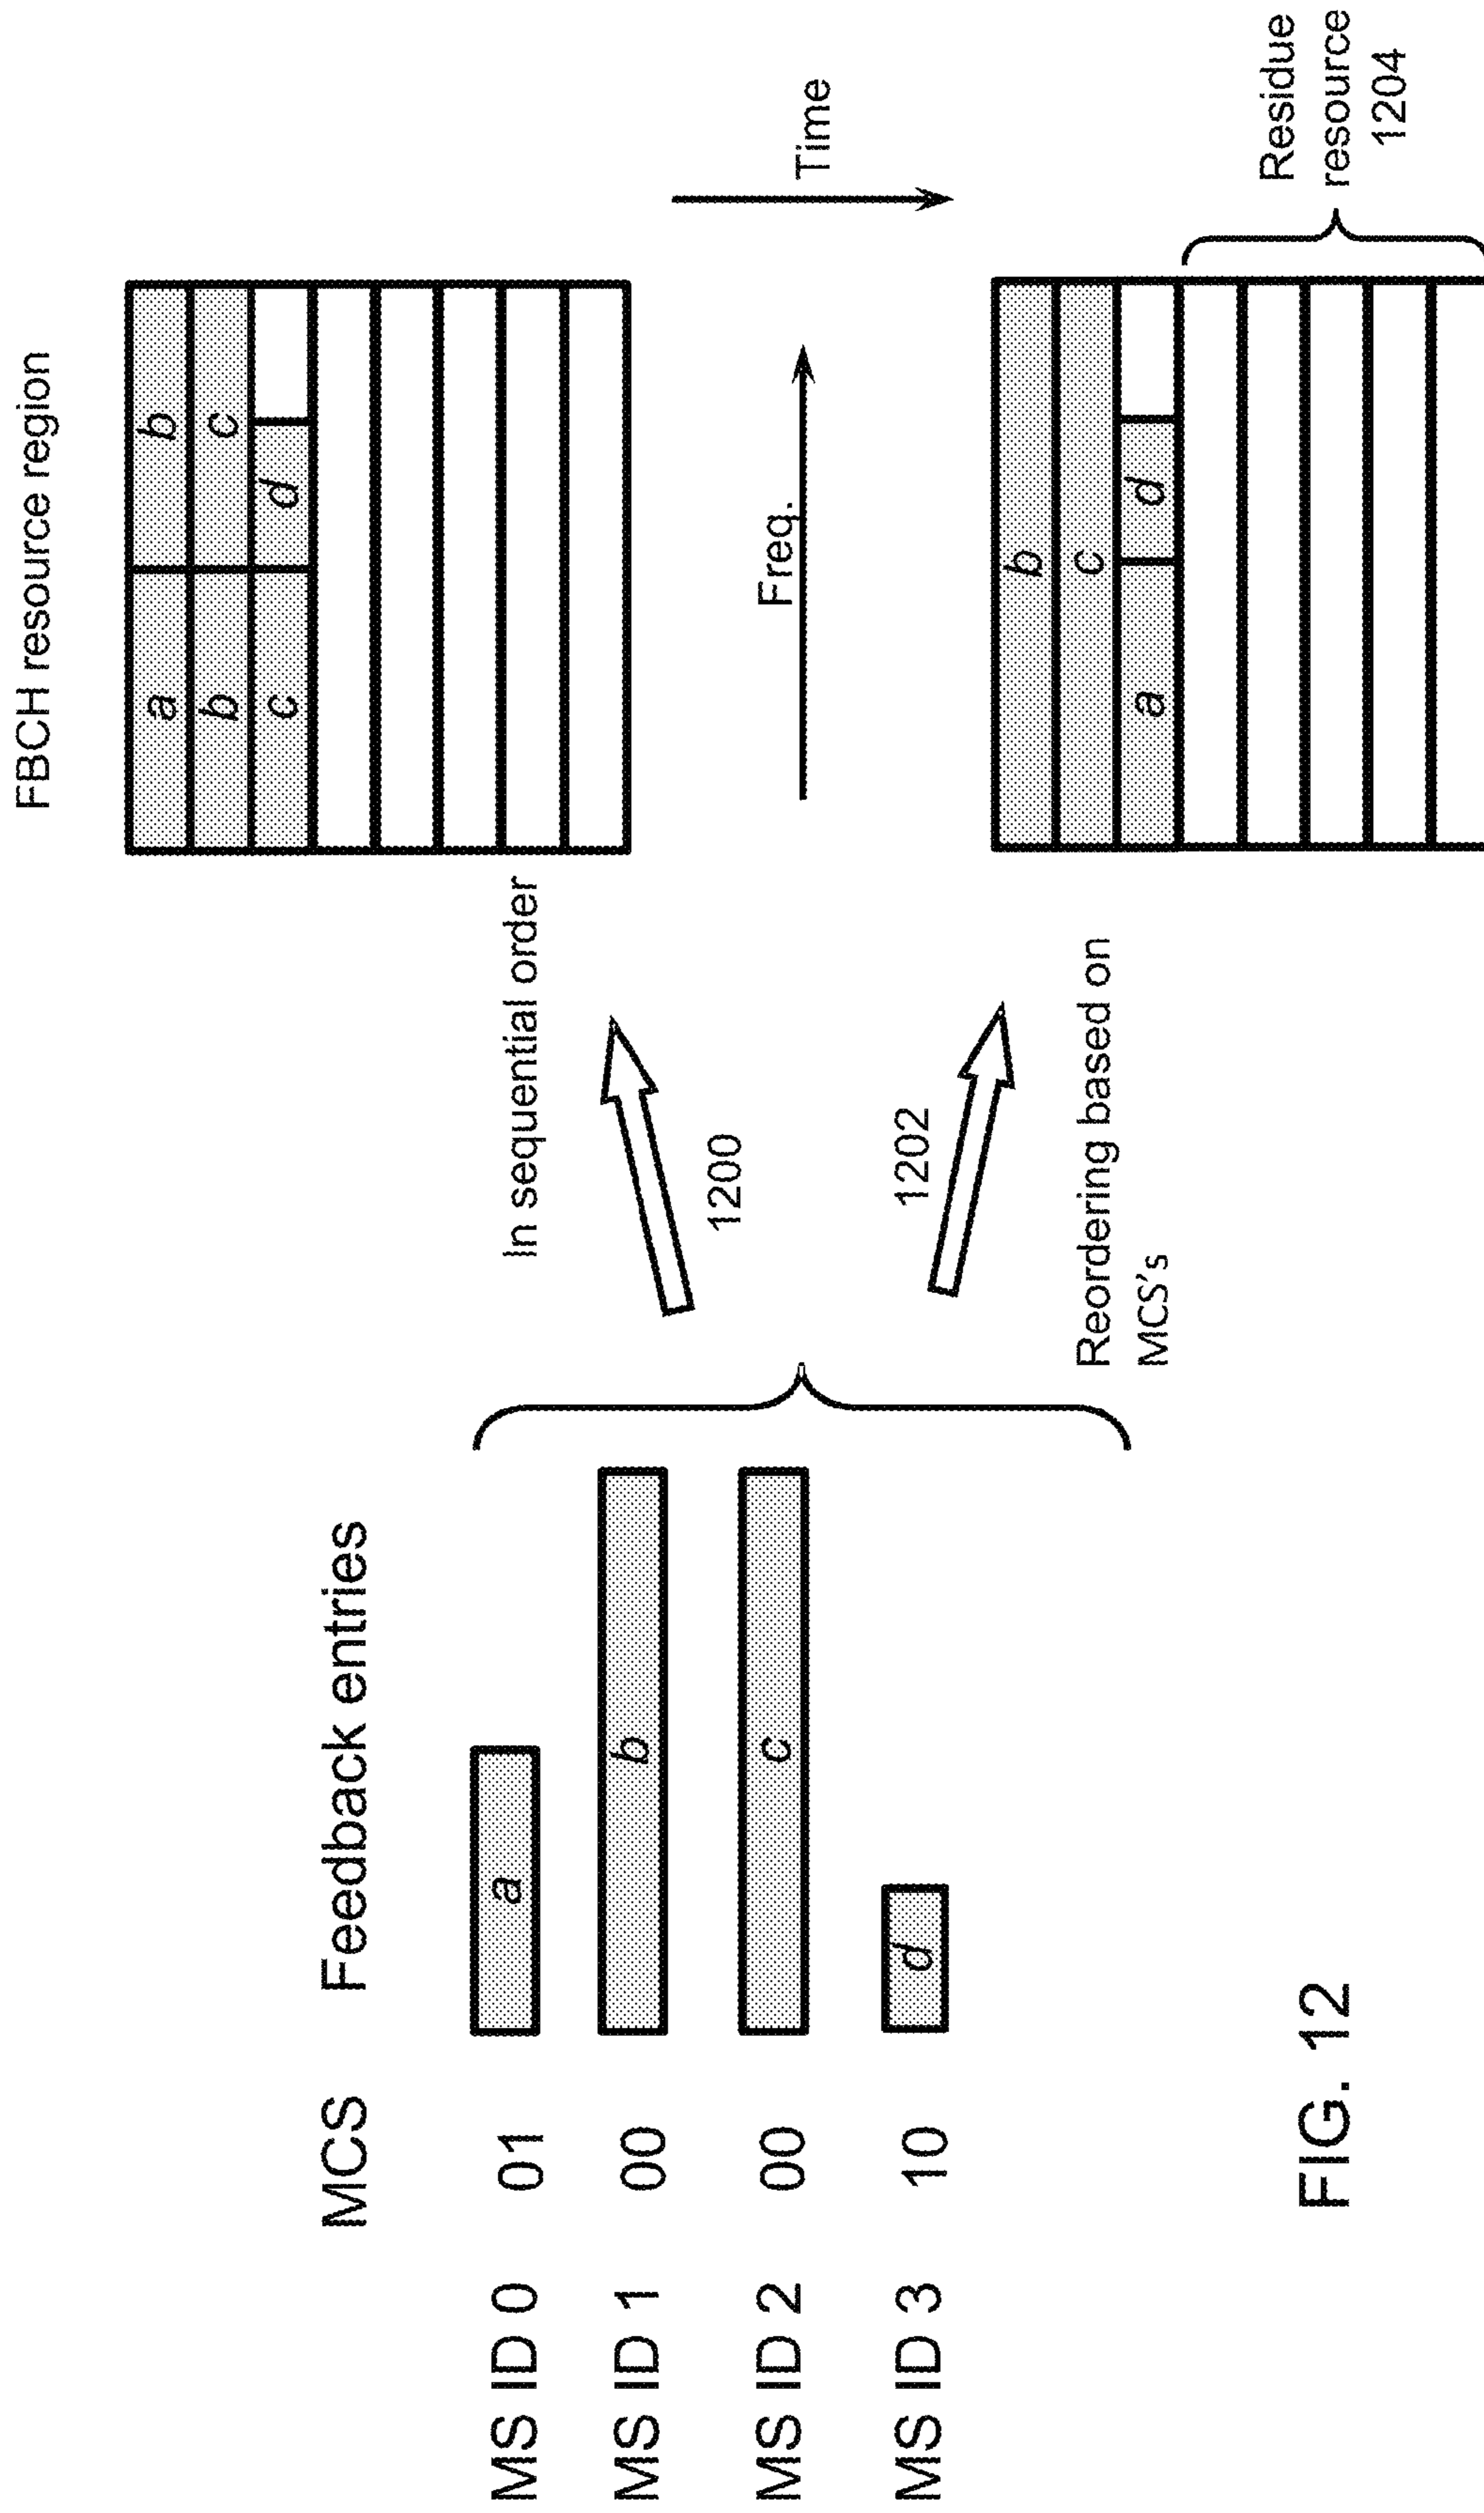 FBCH resource region
MCS Feedback entries
MS ID 0 01 a
MS ID 1 00 b
MS ID 2 00 c
MS ID 3 10 d
In sequential order
1200
1202
Reordering based on
MCS's
a b
b c
c d
Freq.
Time
b
c
a d
Residue
resource
1204
FIG. 12